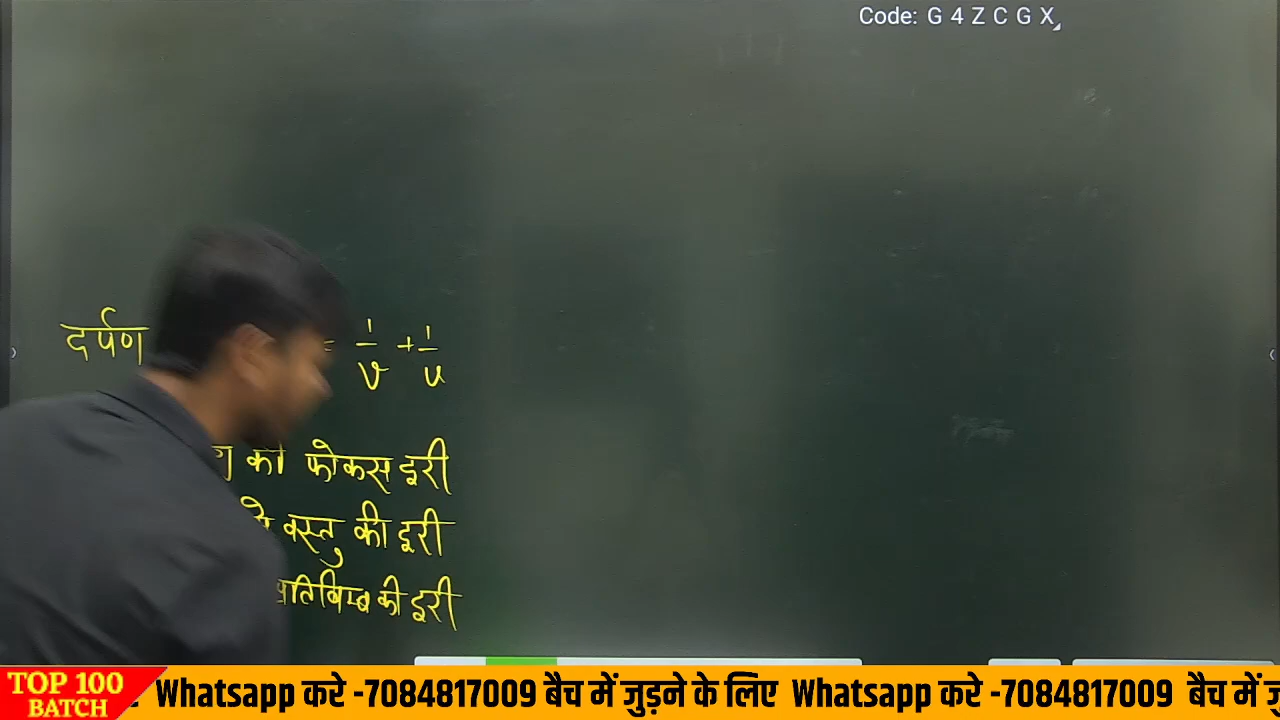 Code: G 4 Z C G X
दर्पण = 1/v + 1/u
की फोकस दूरी
वस्तु की दूरी
प्रतिबिम्ब की दूरी
TOP 100 BATCH
Whatsapp करे -7084817009 बैच में जुड़ने के लिए Whatsapp करे -7084817009 बैच में